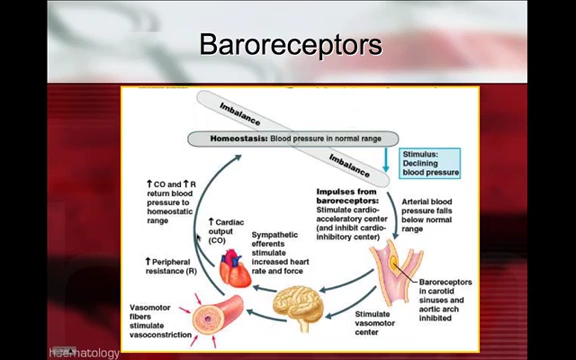 Baroreceptors
Imbalance
Homeostasis: Blood pressure in normal range
Imbalance
Stimulus:
Declining
blood pressure
↑ CO and ↑ R
return blood
pressure to
homeostatic
range
↑ Cardiac
output
(CO)
↑ Peripheral
resistance (R)
Vasomotor
fibers
stimulate
vasoconstriction
Sympathetic
efferents
stimulate
increased heart
rate and force
Impulses from
baroreceptors:
Stimulate cardio-
acceleratory center
(and inhibit cardio-
inhibitory center)
Stimulate
vasomotor
center
Arterial blood
pressure falls
below normal
range
Baroreceptors
in carotid
sinuses and
aortic arch
inhibited